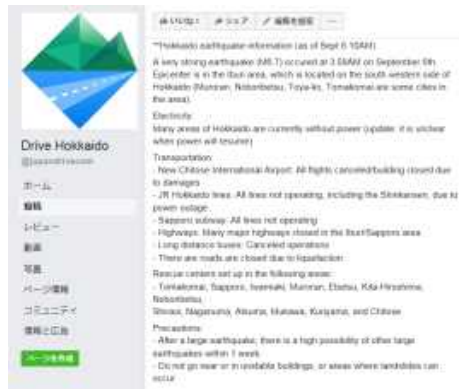 いいね！ シェア 編集を提案 ...
Drive Hokkaido
ホーム
投稿
レビュー
動画
写真
ページ情報
コミュニティ
情報と広告
ページを作成
**Hokkaido earthquake information (as of Sept 6 10AM)
A very strong earthquake (M6.7) occured at 3:08AM on September 6th.
Epicenter is in the Iburi area, which is located on the south western side of
Hokkaido (Muroran, Noboribetsu, Toya-ko, Tomakomai are some cities in
the area).
Electricity:
Many areas of Hokkaido are currently without power (update: it is unclear
when power will resume)
Transportation:
- New Chitose International Airport: All flights canceled/building closed due
to damages
- JR Hokkaido lines: All lines not operating, including the Shinkansen, due to
power outage
- Sapporo subway: All lines not operating
- Highways: Many major highways closed in the Iburi/Sapporo area
- Long distance buses: Canceled operations
- There are roads are closed due to liquefaction
Rescue centers set up in the following areas:
- Tomakomai, Sapporo, Iwamizawa, Muroran, Ebetsu, Kita-Hiroshima,
Noboribetsu,
Shiraoi, Naganuma, Atsuma, Mukawa, Kuriyama, and Chitose
Precautions:
- After a large earthquake, there is a high possibility of other large
earthquakes within 1 week
- Do not go near or in unstable buildings, or areas where landslides can
occur